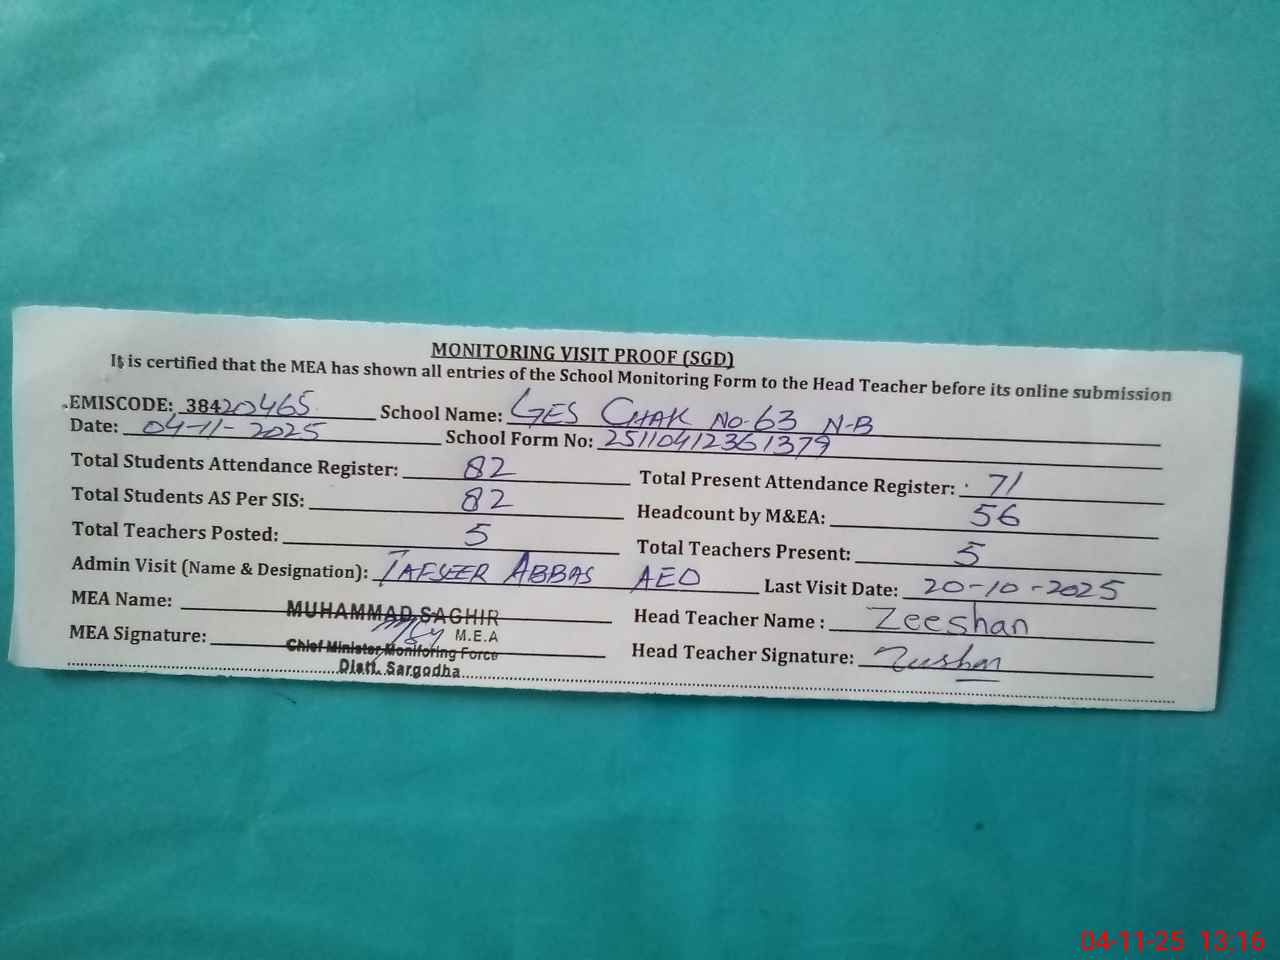 MONITORING VISIT PROOF (SGD)
It is certified that the MEA has shown all entries of the School Monitoring Form to the Head Teacher before its online submission
EMISCODE: 38420465 School Name: GES CHAK No-63 N-B
Date: 04-11-2025 School Form No: 25110412361379
Total Students Attendance Register: 82 Total Present Attendance Register: 71
Total Students AS Per SIS: 82 Headcount by M&EA: 56
Total Teachers Posted: 5 Total Teachers Present: 5
Admin Visit (Name & Designation): TAFSEER ABBAS AEO Last Visit Date: 20-10-2025
MEA Name: MUHAMMAD SAGHIR Head Teacher Name : Zeeshan
M.E.A
MEA Signature: Chief Minister Monitoring Force Head Teacher Signature: Zeeshan
Distt. Sargodha
04-11-25 13:16